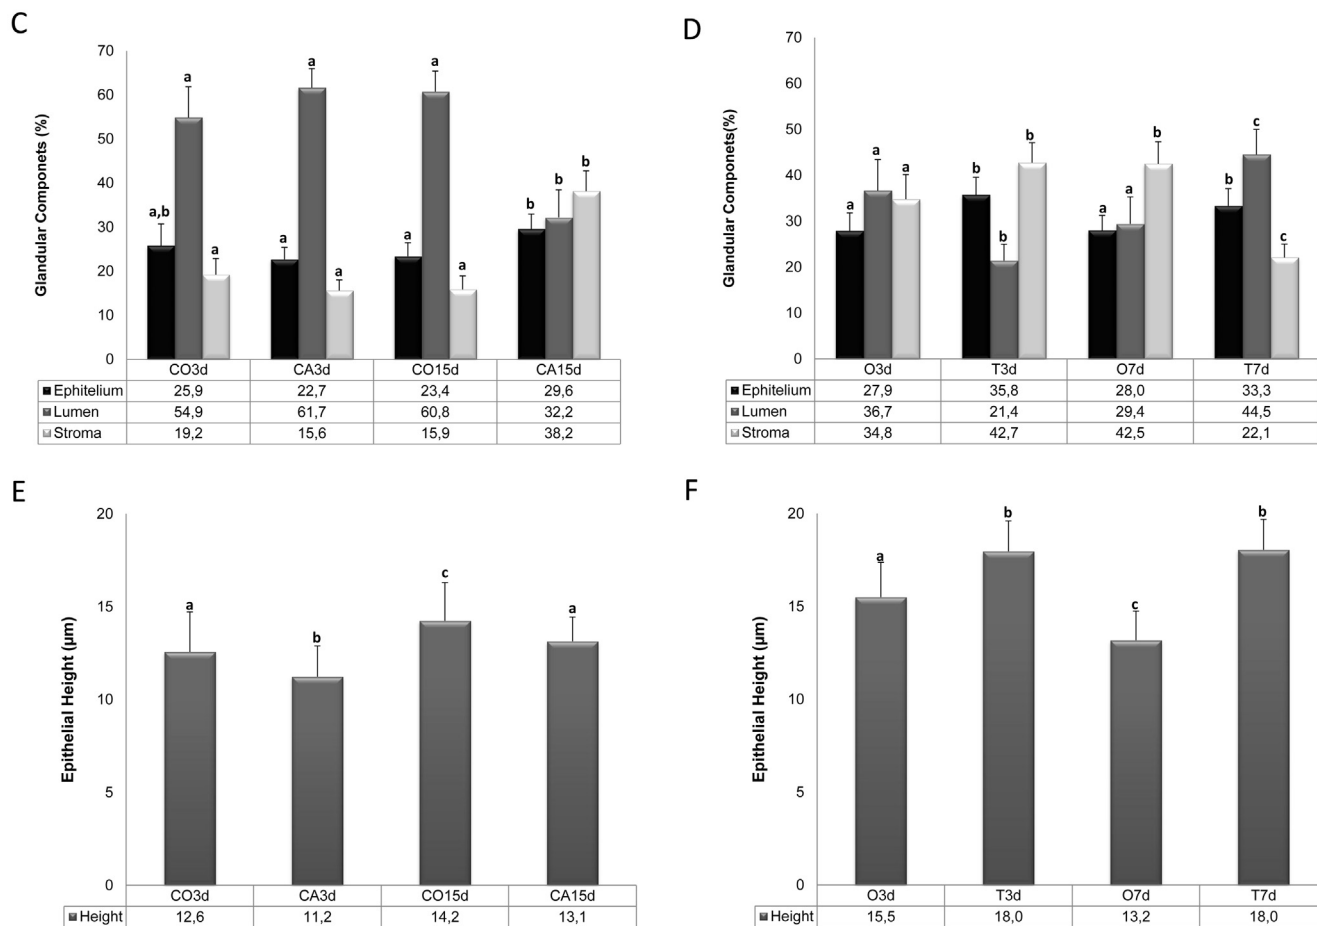 C
Glandular Componets (%)
70
60
50
40
30
20
10
0
a,b
a
a
a
a
a
a
a
a
b
b
b
CO3d CA3d CO15d CA15d
Ephitelium 25,9 22,7 23,4 29,6
Lumen 54,9 61,7 60,8 32,2
Stroma 19,2 15,6 15,9 38,2
D
Glandular Componets(%)
70
60
50
40
30
20
10
0
a
a
a
b
b
b
a
a
b
b
c
c
O3d T3d O7d T7d
Ephitelium 27,9 35,8 28,0 33,3
Lumen 36,7 21,4 29,4 44,5
Stroma 34,8 42,7 42,5 22,1
E
Epithelial Height (µm)
20
15
10
5
0
a
b
c
a
CO3d CA3d CO15d CA15d
Height 12,6 11,2 14,2 13,1
F
Epithelial Height (µm)
20
15
10
5
0
a
b
c
b
O3d T3d O7d T7d
Height 15,5 18,0 13,2 18,0